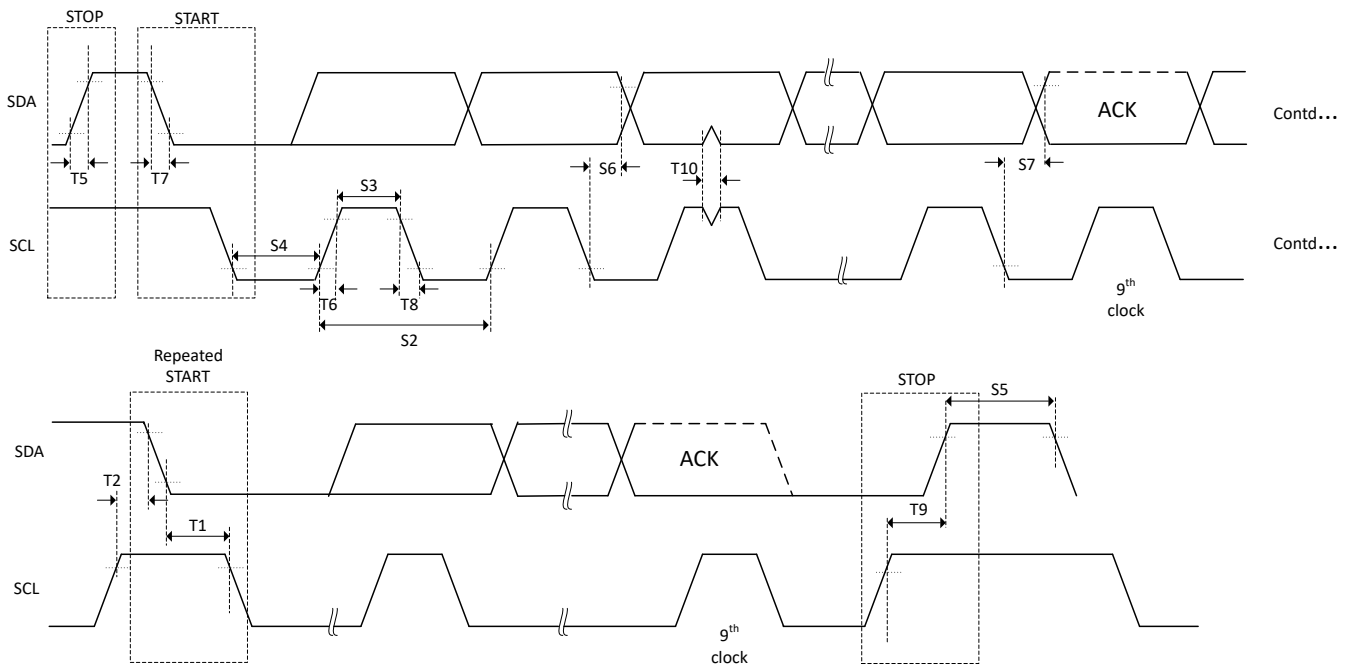 STOP
START
SDA
ACK
Contd...
T5
T7
S6
T10
S7
S3
SCL
S4
Contd...
T6
T8
9th
clock
S2
Repeated
START
STOP
S5
SDA
ACK
T2
T9
T1
SCL
9th
clock